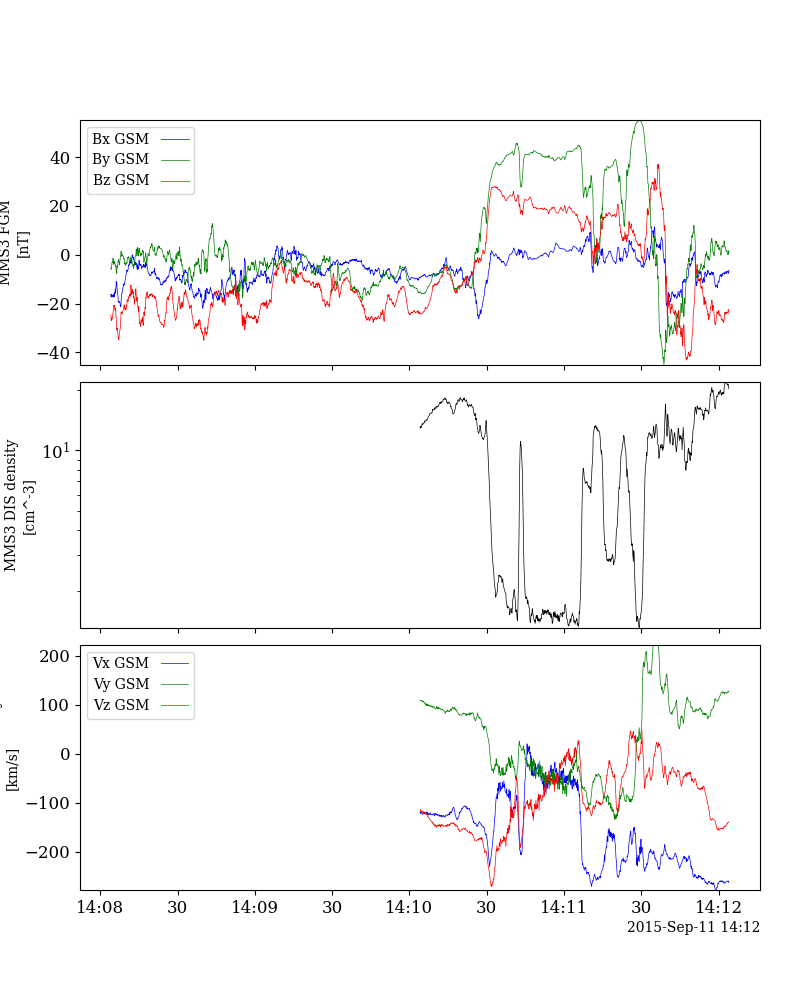 Bx GSM
By GSM
Bz GSM
40
20
0
−20
−40
MMS3 FGM
[nT]
10^1
MMS3 DIS density
[cm^-3]
Vx GSM
Vy GSM
Vz GSM
200
100
0
−100
−200
[km/s]
14:08 30 14:09 30 14:10 30 14:11 30 14:12
2015-Sep-11 14:12